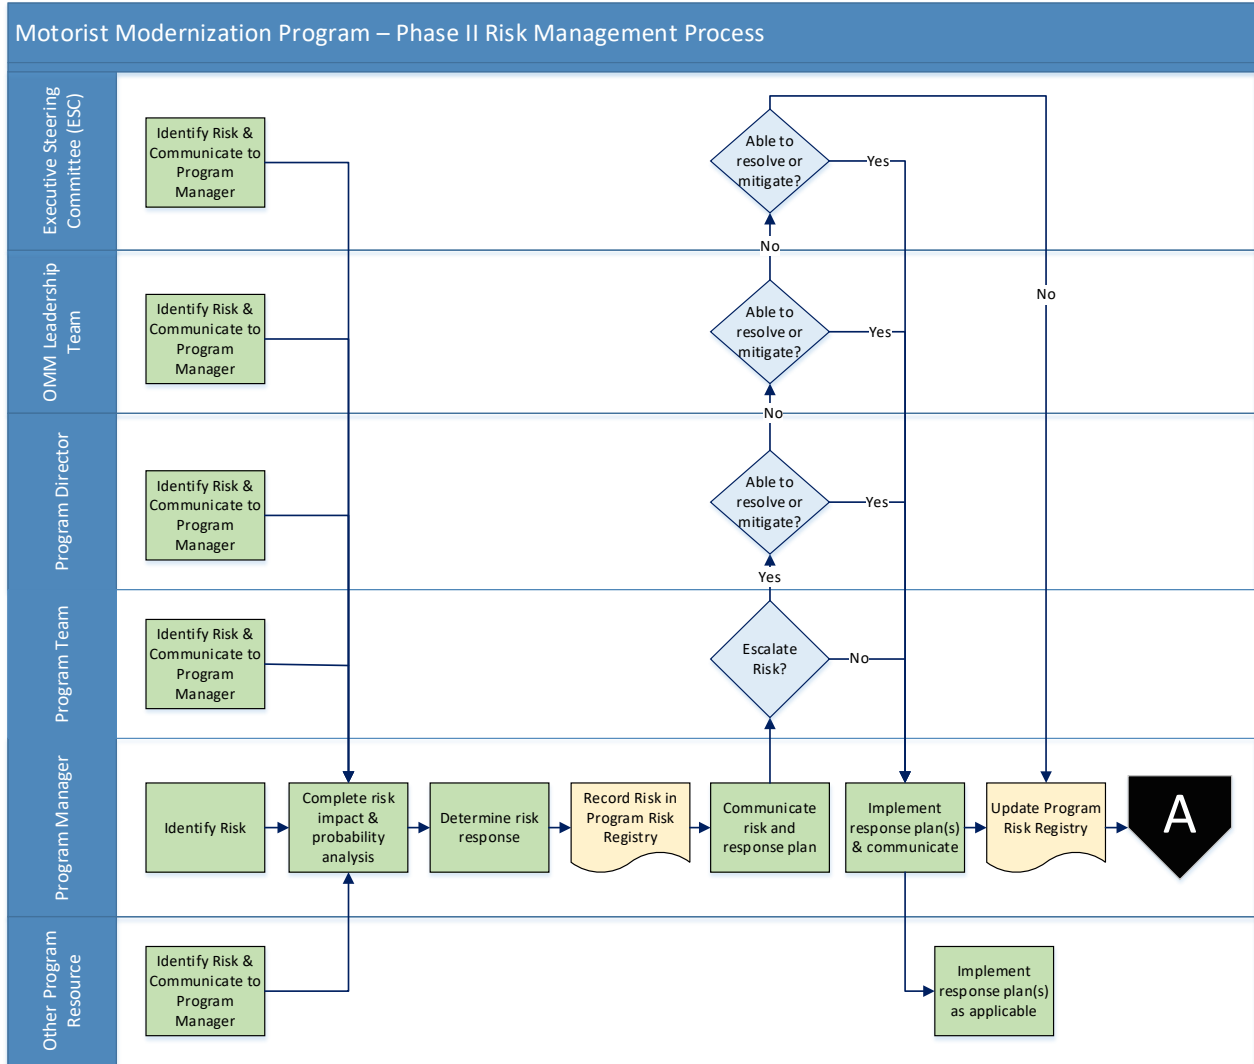 Motorist Modernization Program – Phase II Risk Management Process
Executive Steering
Committee (ESC)
Identify Risk &
Communicate to
Program
Manager
Able to
resolve or
mitigate?
Yes
No
OMM Leadership
Team
Identify Risk &
Communicate to
Program
Manager
Able to
resolve or
mitigate?
Yes
No
No
Program Director
Identify Risk &
Communicate to
Program
Manager
Able to
resolve or
mitigate?
Yes
Yes
Program Team
Identify Risk &
Communicate to
Program
Manager
Escalate
Risk?
No
Program Manager
Identify Risk
Complete risk
impact &
probability
analysis
Determine risk
response
Record Risk in
Program Risk
Registry
Communicate
risk and
response plan
Implement
response plan(s)
& communicate
Update Program
Risk Registry
A
Other Program
Resource
Identify Risk &
Communicate to
Program
Manager
Implement
response plan(s)
as applicable